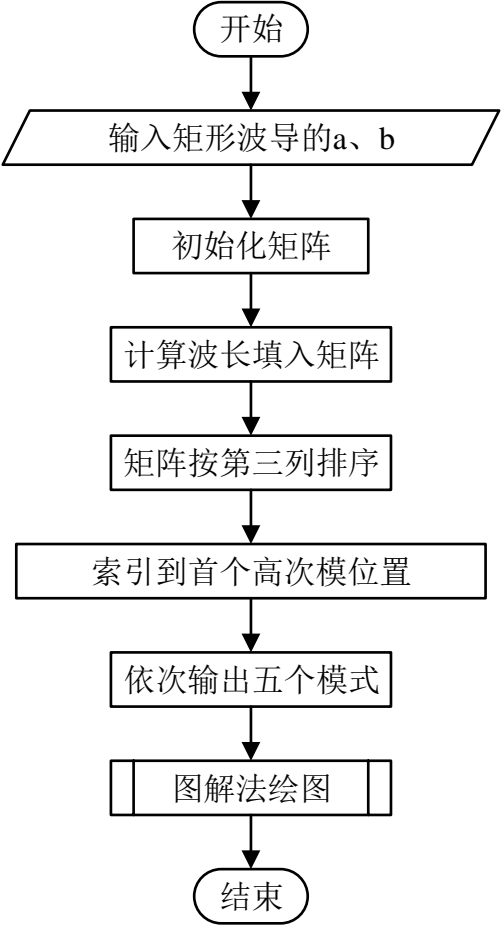 开始
输入矩形波导的a、b
初始化矩阵
计算波长填入矩阵
矩阵按第三列排序
索引到首个高次模位置
依次输出五个模式
图解法绘图
结束